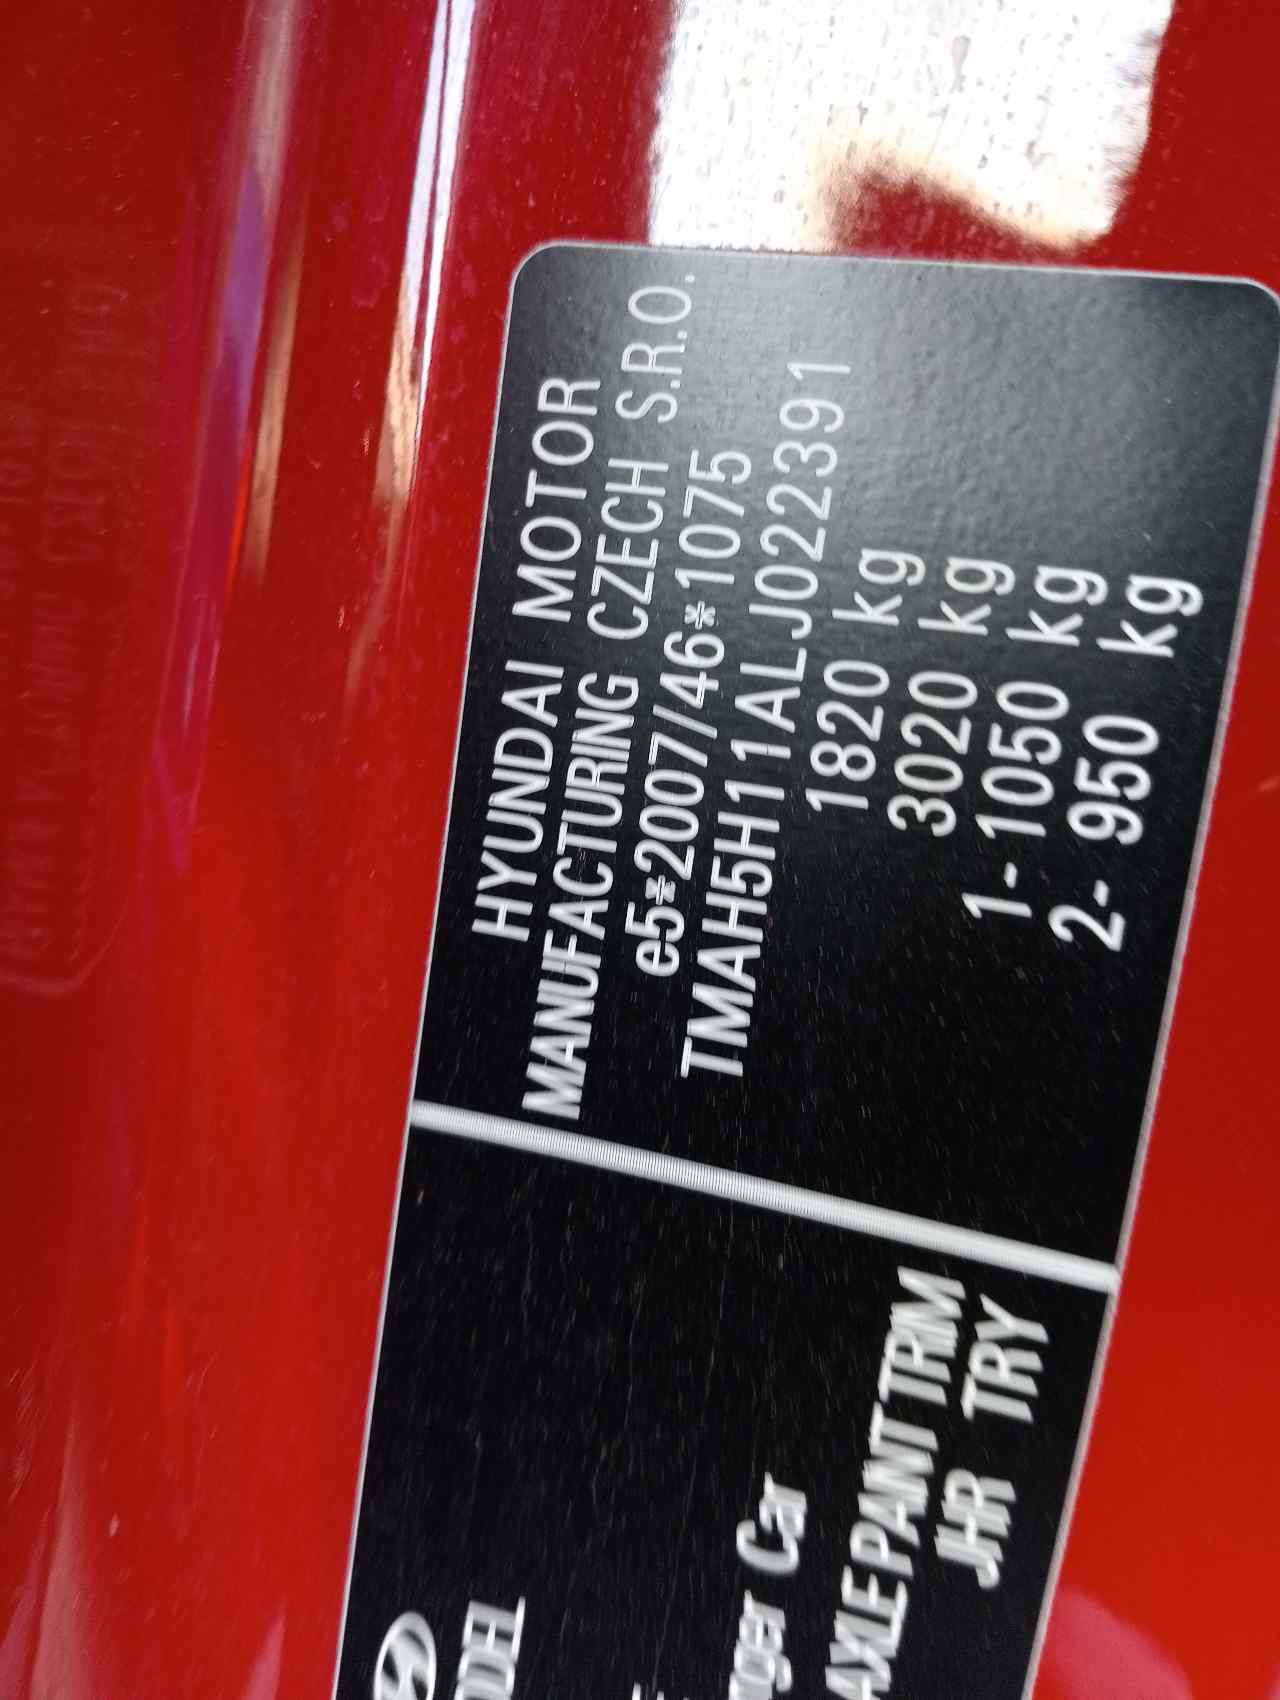 HYUNDAI MOTOR
MANUFACTURING CZECH S.R.O.
e5*2007/46*1075
TMAH5H11ALJ022391
1820 kg
3020 kg
1- 1050 kg
2- 950 kg
Car
AXLE PAINT TRIM
JHR TRY